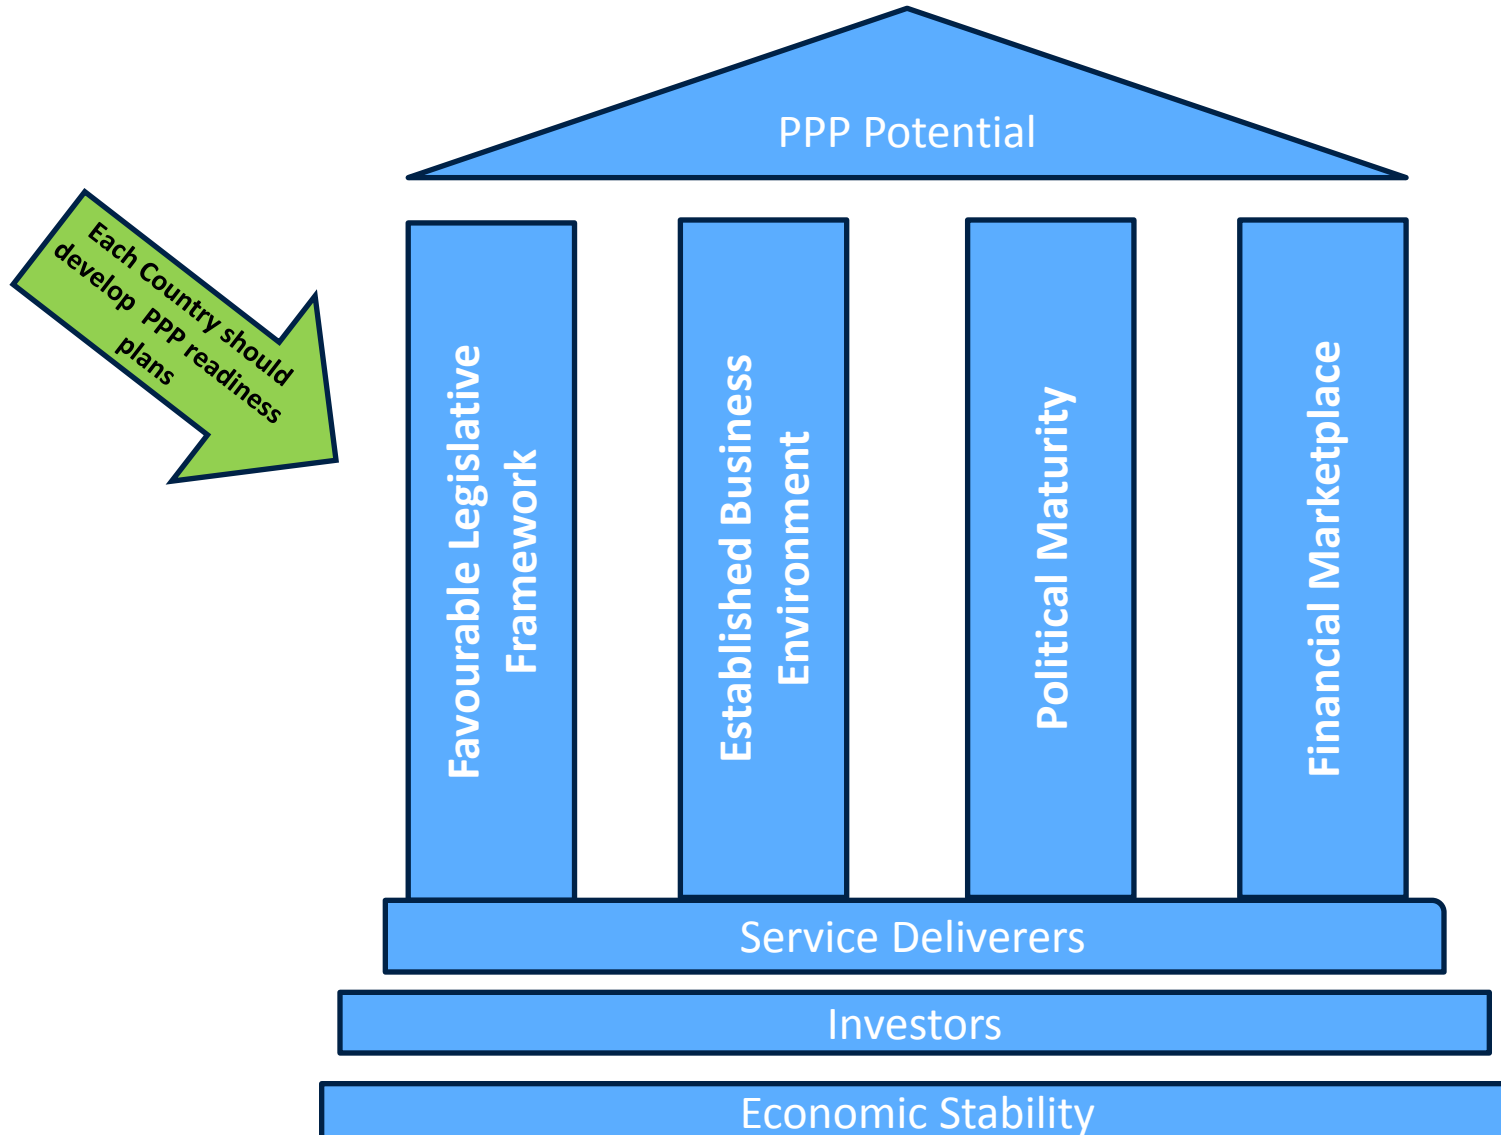 PPP Potential
Each Country should
develop PPP readiness
plans
Favourable Legislative
Framework
Established Business
Environment
Political Maturity
Financial Marketplace
Service Deliverers
Investors
Economic Stability